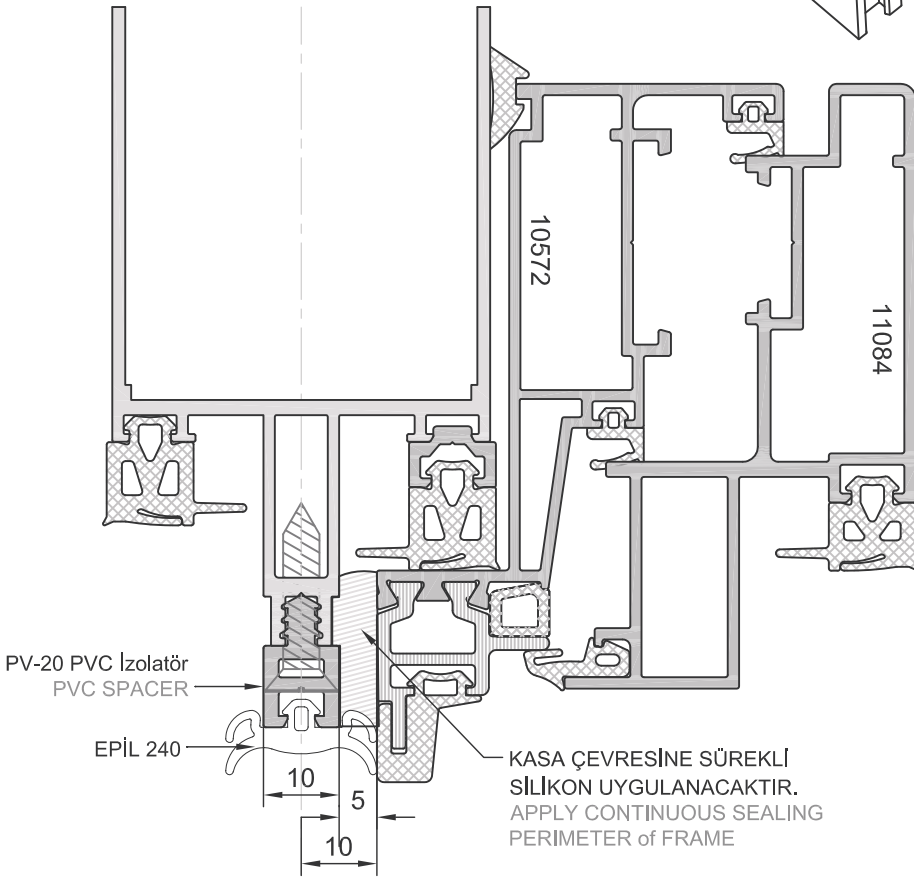 10572
11084
PV-20 PVC İzolatör
PVC SPACER
EPİL 240
10
5
10
KASA ÇEVRESİNE SÜREKLİ
SİLİKON UYGULANACAKTIR.
APPLY CONTINUOUS SEALING
PERIMETER of FRAME